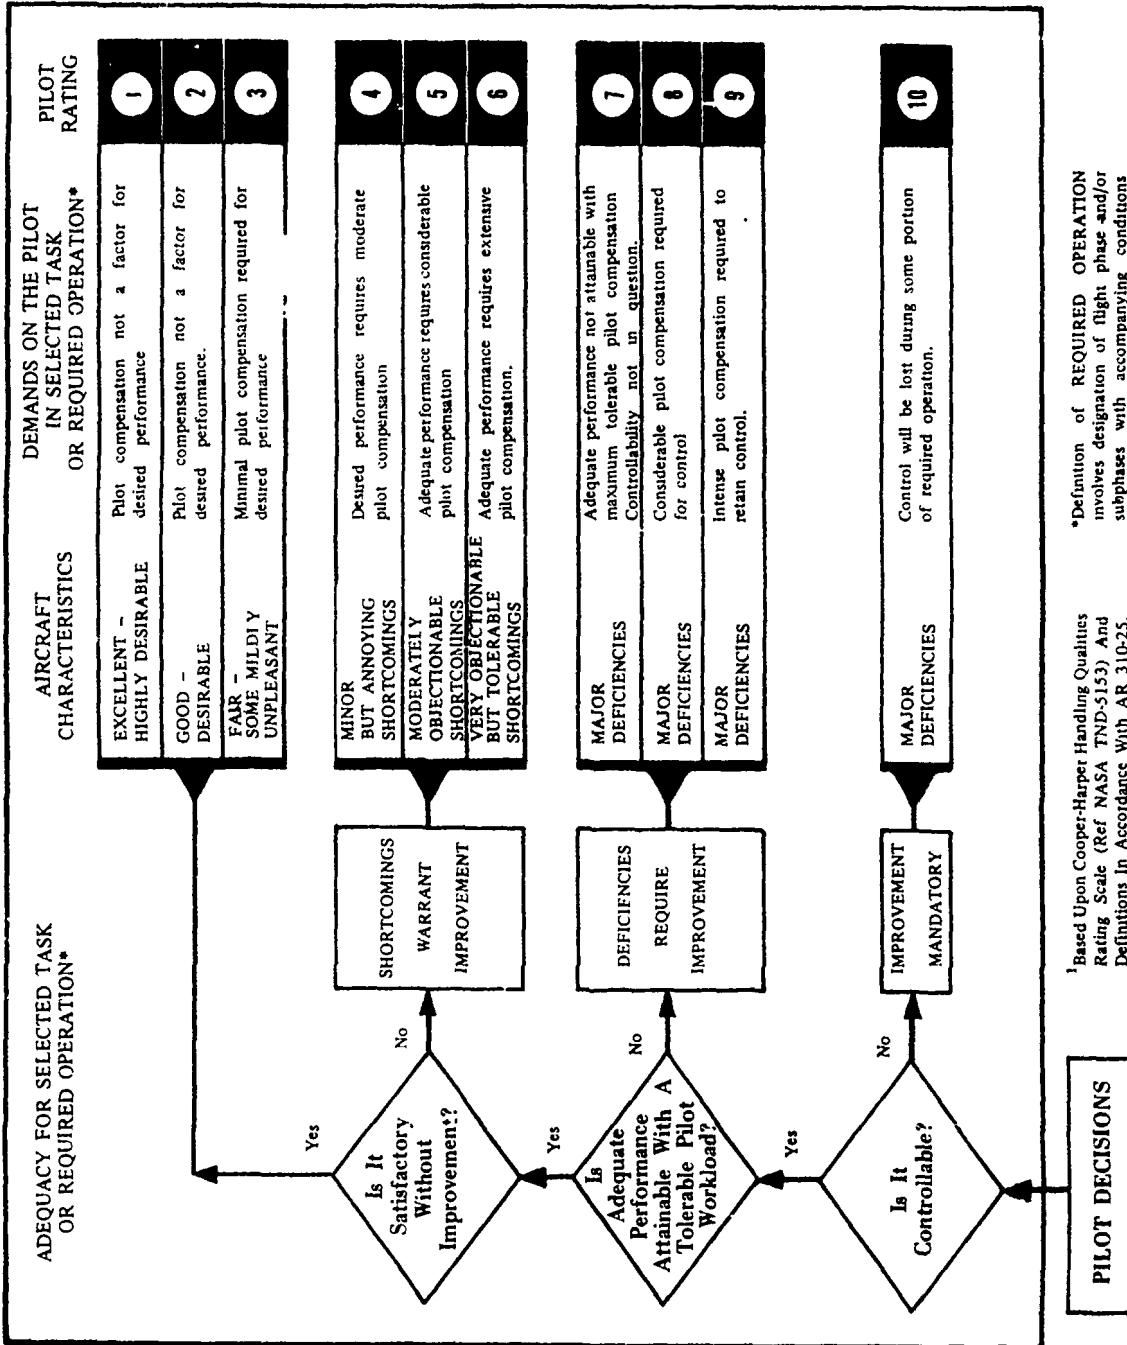 ADEQUACY FOR SELECTED TASK
OR REQUIRED OPERATION*
AIRCRAFT
CHARACTERISTICS
DEMANDS ON THE PILOT
IN SELECTED TASK
OR REQUIRED OPERATION*
PILOT
RATING
EXCELLENT –
HIGHLY DESIRABLE
Pilot compensation not a factor for
desired performance
1
GOOD –
DESIRABLE
Pilot compensation not a factor for
desired performance.
2
FAIR –
SOME MILDLY
UNPLEASANT
Minimal pilot compensation required for
desired performance
3
Yes
Is It
Satisfactory
Without
Improvement?
No
SHORTCOMINGS
WARRANT
IMPROVEMENT
MINOR
BUT ANNOYING
SHORTCOMINGS
Desired performance requires moderate
pilot compensation
4
MODERATELY
OBJECTIONABLE
SHORTCOMINGS
Adequate performance requires considerable
pilot compensation
5
VERY OBJECTIONABLE
BUT TOLERABLE
SHORTCOMINGS
Adequate performance requires extensive
pilot compensation.
6
Yes
Is
Adequate
Performance
Attainable With A
Tolerable Pilot
Workload?
No
DEFICIENCIES
REQUIRE
IMPROVEMENT
MAJOR
DEFICIENCIES
Adequate performance not attainable with
maximum tolerable pilot compensation
Controllability not in question.
7
MAJOR
DEFICIENCIES
Considerable pilot compensation required
for control
8
MAJOR
DEFICIENCIES
Intense pilot compensation required to
retain control.
9
Yes
Is It
Controllable?
No
IMPROVEMENT
MANDATORY
MAJOR
DEFICIENCIES
Control will be lost during some portion
of required operation.
10
PILOT DECISIONS
1 Based Upon Cooper-Harper Handling Qualities
Rating Scale (Ref NASA TND-5153) And
Definitions In Accordance With AR 310-25.
*Definition of REQUIRED OPERATION
involves designation of flight phase and/or
subphases with accompanying conditions